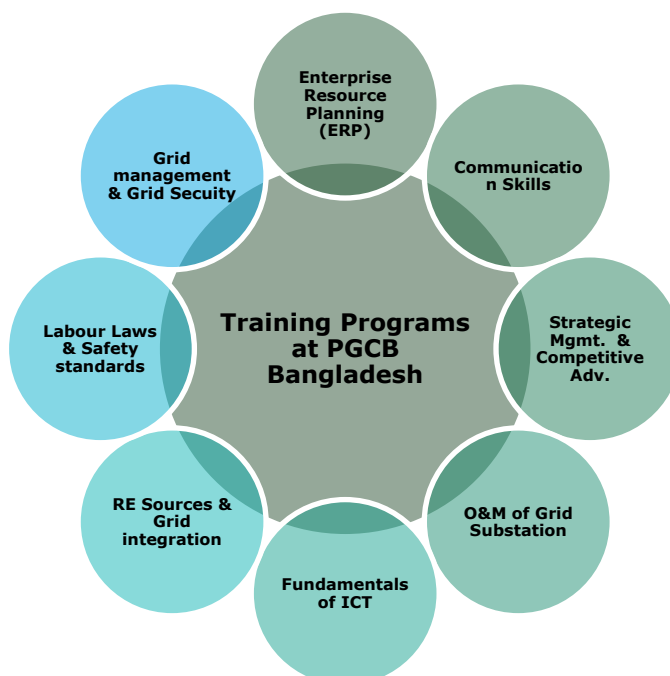 Enterprise
Resource
Planning
(ERP)
Communicatio
n Skills
Strategic
Mgmt.  &
Competitive
Adv.
O&M of Grid
Substation
Fundamentals
of ICT
RE Sources &
Grid
integration
Labour Laws
& Safety
standards
Grid
management
& Grid Secuity
Training Programs
at PGCB
Bangladesh